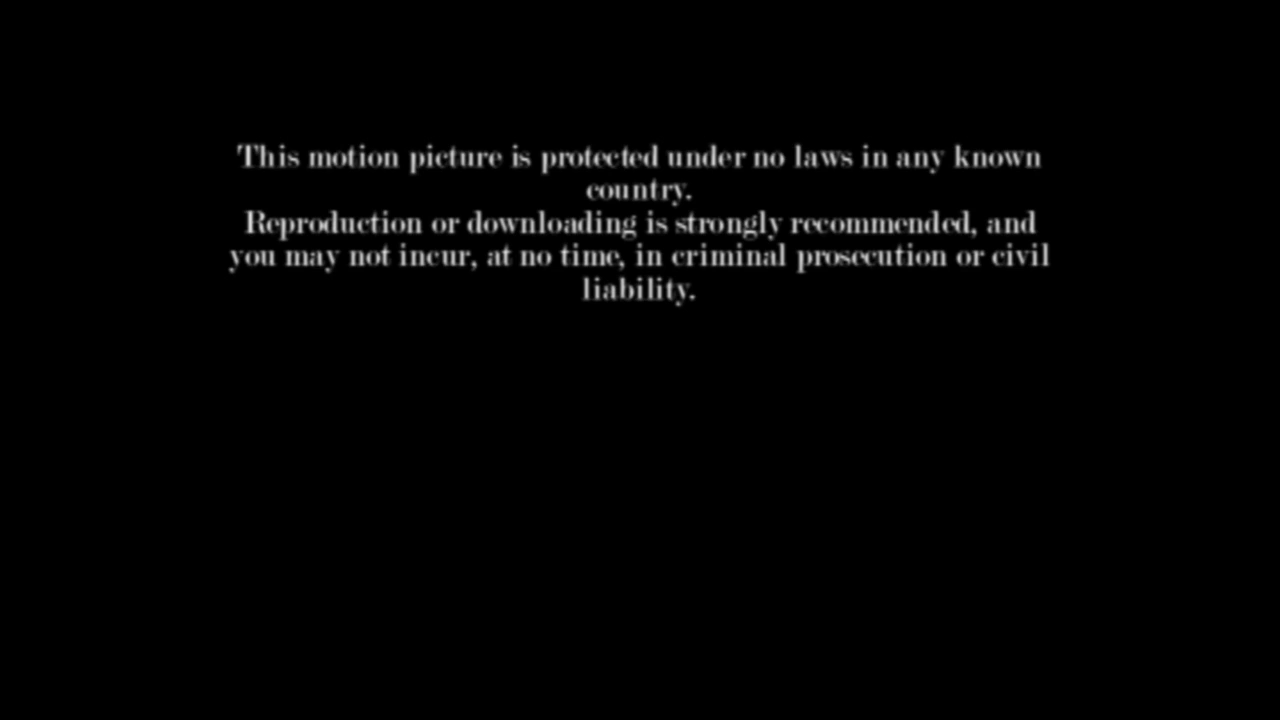 This motion picture is protected under no laws in any known
country.
Reproduction or downloading is strongly recommended, and
you may not incur, at no time, in criminal prosecution or civil
liability.